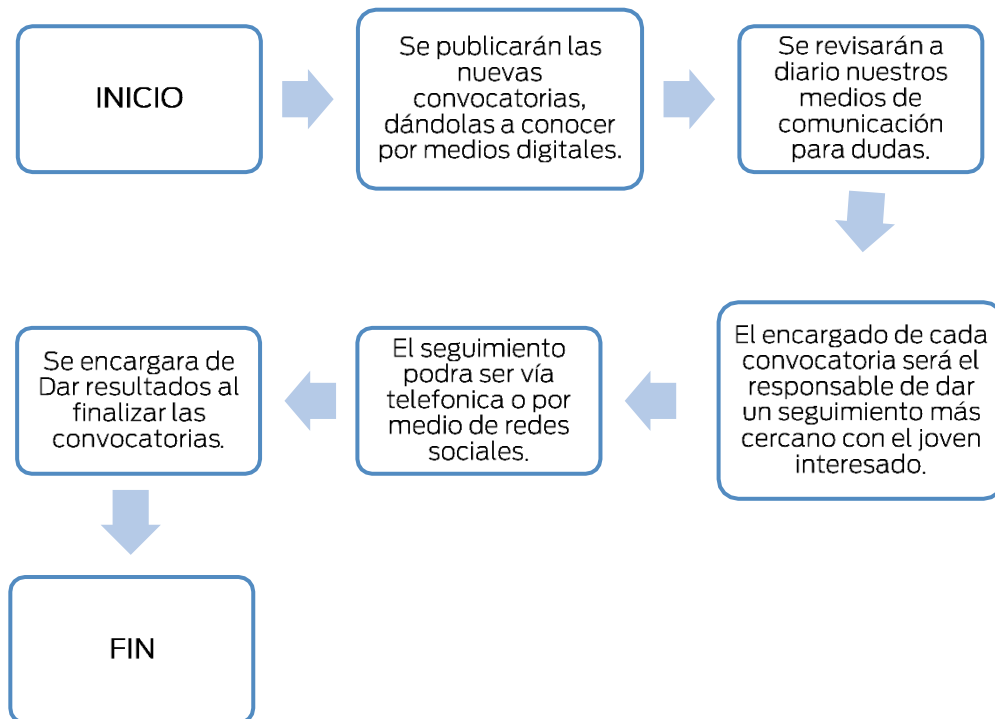 INICIO
Se publicarán las
nuevas
convocatorias,
dándolas a conocer
por medios digitales.
Se revisarán a
diario nuestros
medios de
comunicación
para dudas.
El encargado de cada
convocatoria será el
responsable de dar
un seguimiento más
cercano con el joven
interesado.
El seguimiento
podra ser vía
telefonica o por
medio de redes
sociales.
Se encargara de
Dar resultados al
finalizar las
convocatorias.
FIN